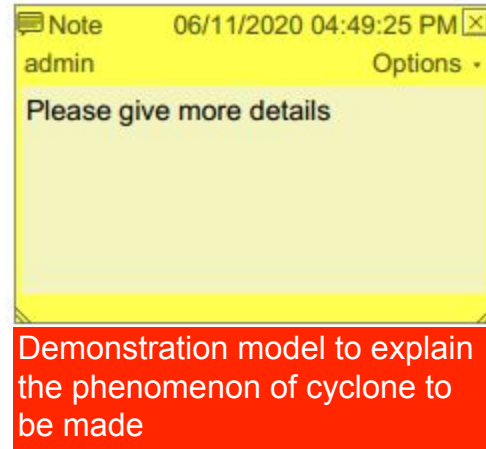 Note 06/11/2020 04:49:25 PM
admin Options
Please give more details
Demonstration model to explain
the phenomenon of cyclone to
be made